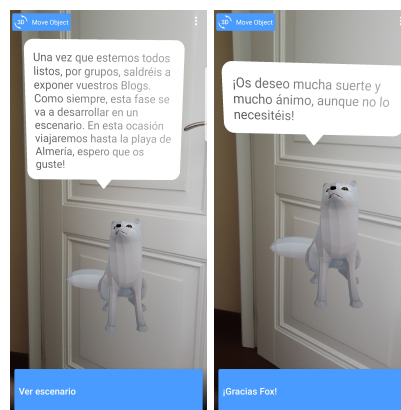 3D Move Object
Una vez que estemos todos
listos, por grupos, saldréis a
exponer vuestros Blogs.
Como siempre, esta fase se
va a desarrollar en un
escenario. En esta ocasión
viajaremos hasta la playa de
Almería, espero que os
guste!
Ver escenario
3D Move Object
¡Os deseo mucha suerte y
mucho ánimo, aunque no lo
necesitéis!
¡Gracias Fox!